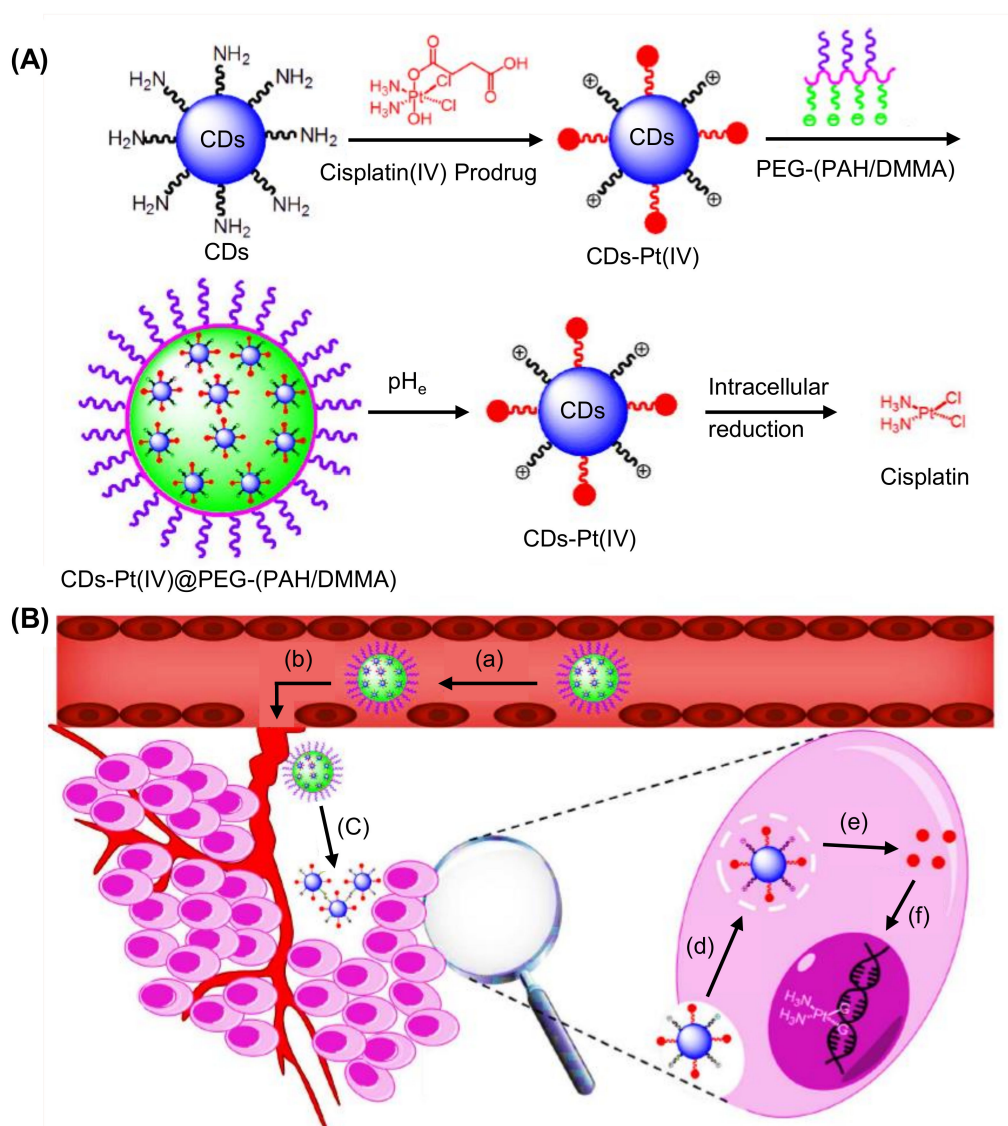 (A)
NH2
H2N
NH2
H2N
NH2
CDs
H2N
NH2
NH2
CDs
O
O
OH
O
H3N
Cl
Pt
H3N
Cl
OH
Cisplatin(IV) Prodrug
CDs
CDs-Pt(IV)
PEG-(PAH/DMMA)
CDs-Pt(IV)@PEG-(PAH/DMMA)
pHe
CDs
CDs-Pt(IV)
Intracellular
reduction
H3N
Cl
Pt
H3N
Cl
Cisplatin
(B)
(b)
(a)
(C)
(d)
(e)
(f)
H3N
H3N
Pt
G
G